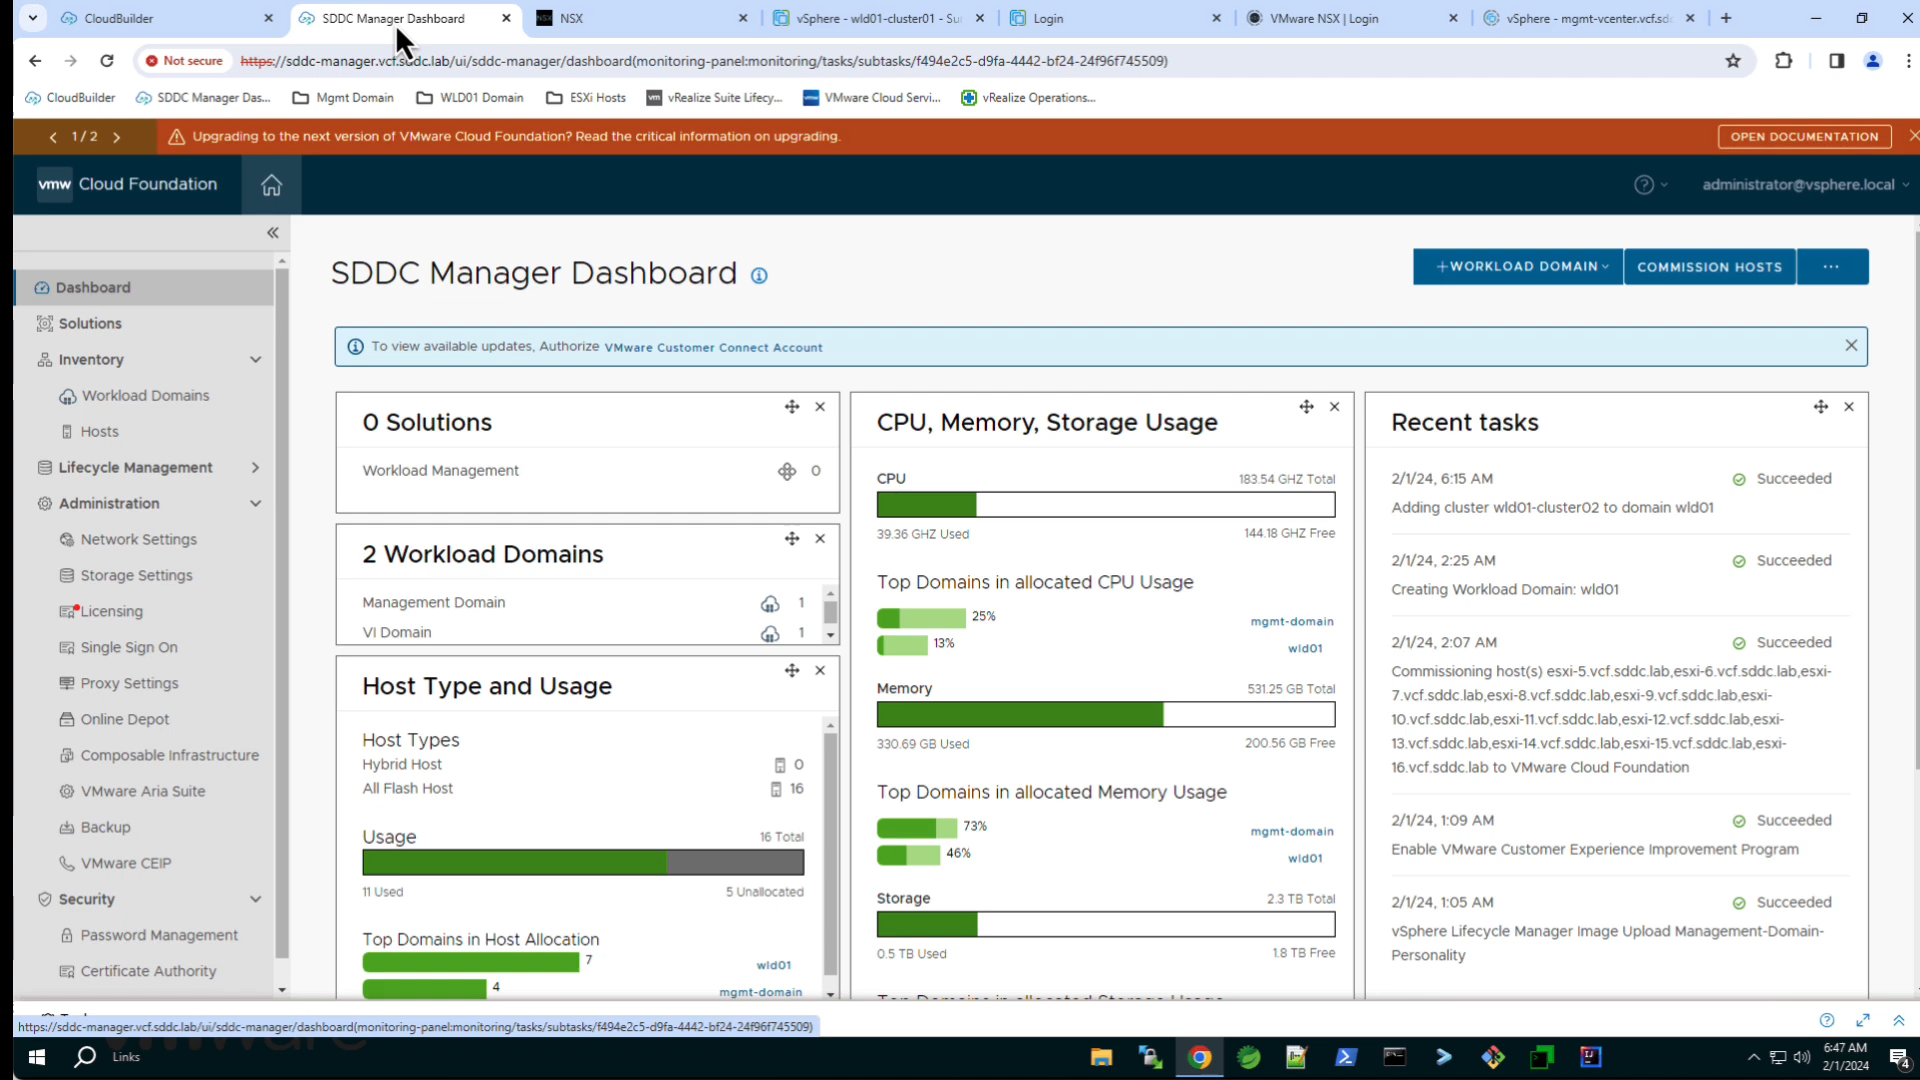 CloudBuilder
SDDC Manager Dashboard
NSX
vSphere - wld01-cluster01 - Su
Login
VMware NSX | Login
vSphere - mgmt-vcenter.vcf.sd
Not secure
https://sddc-manager.vcf.sddc.lab/ui/sddc-manager/dashboard(monitoring-panel:monitoring/tasks/subtasks/f494e2c5-d9fa-4442-bf24-24f96f745509)
CloudBuilder
SDDC Manager Das...
Mgmt Domain
WLD01 Domain
ESXi Hosts
vRealize Suite Lifecy...
VMware Cloud Servi...
vRealize Operations...
1/2
Upgrading to the next version of VMware Cloud Foundation? Read the critical information on upgrading.
OPEN DOCUMENTATION
vmw Cloud Foundation
administrator@vsphere.local
Dashboard
Solutions
Inventory
Workload Domains
Hosts
Lifecycle Management
Administration
Network Settings
Storage Settings
Licensing
Single Sign On
Proxy Settings
Online Depot
Composable Infrastructure
VMware Aria Suite
Backup
VMware CEIP
Security
Password Management
Certificate Authority
SDDC Manager Dashboard
+WORKLOAD DOMAIN
COMMISSION HOSTS
...
To view available updates, Authorize VMware Customer Connect Account
0 Solutions
Workload Management 0
2 Workload Domains
Management Domain 1
VI Domain 1
Host Type and Usage
Host Types
Hybrid Host 0
All Flash Host 16
Usage 16 Total
11 Used 5 Unallocated
Top Domains in Host Allocation
7
wld01
4
mgmt-domain
CPU, Memory, Storage Usage
CPU 183.54 GHZ Total
39.36 GHZ Used 144.18 GHZ Free
Top Domains in allocated CPU Usage
25% mgmt-domain
13% wld01
Memory 531.25 GB Total
330.69 GB Used 200.56 GB Free
Top Domains in allocated Memory Usage
73% mgmt-domain
46% wld01
Storage 2.3 TB Total
0.5 TB Used 1.8 TB Free
Recent tasks
2/1/24, 6:15 AM Succeeded
Adding cluster wld01-cluster02 to domain wld01
2/1/24, 2:25 AM Succeeded
Creating Workload Domain: wld01
2/1/24, 2:07 AM Succeeded
Commissioning host(s) esxi-5.vcf.sddc.lab,esxi-6.vcf.sddc.lab,esxi-
7.vcf.sddc.lab,esxi-8.vcf.sddc.lab,esxi-9.vcf.sddc.lab,esxi-
10.vcf.sddc.lab,esxi-11.vcf.sddc.lab,esxi-12.vcf.sddc.lab,esxi-
13.vcf.sddc.lab,esxi-14.vcf.sddc.lab,esxi-15.vcf.sddc.lab,esxi-
16.vcf.sddc.lab to VMware Cloud Foundation
2/1/24, 1:09 AM Succeeded
Enable VMware Customer Experience Improvement Program
2/1/24, 1:05 AM Succeeded
vSphere Lifecycle Manager Image Upload Management-Domain-
Personality
https://sddc-manager.vcf.sddc.lab/ui/sddc-manager/dashboard(monitoring-panel:monitoring/tasks/subtasks/f494e2c5-d9fa-4442-bf24-24f96f745509)
Links
6:47 AM
2/1/2024
4